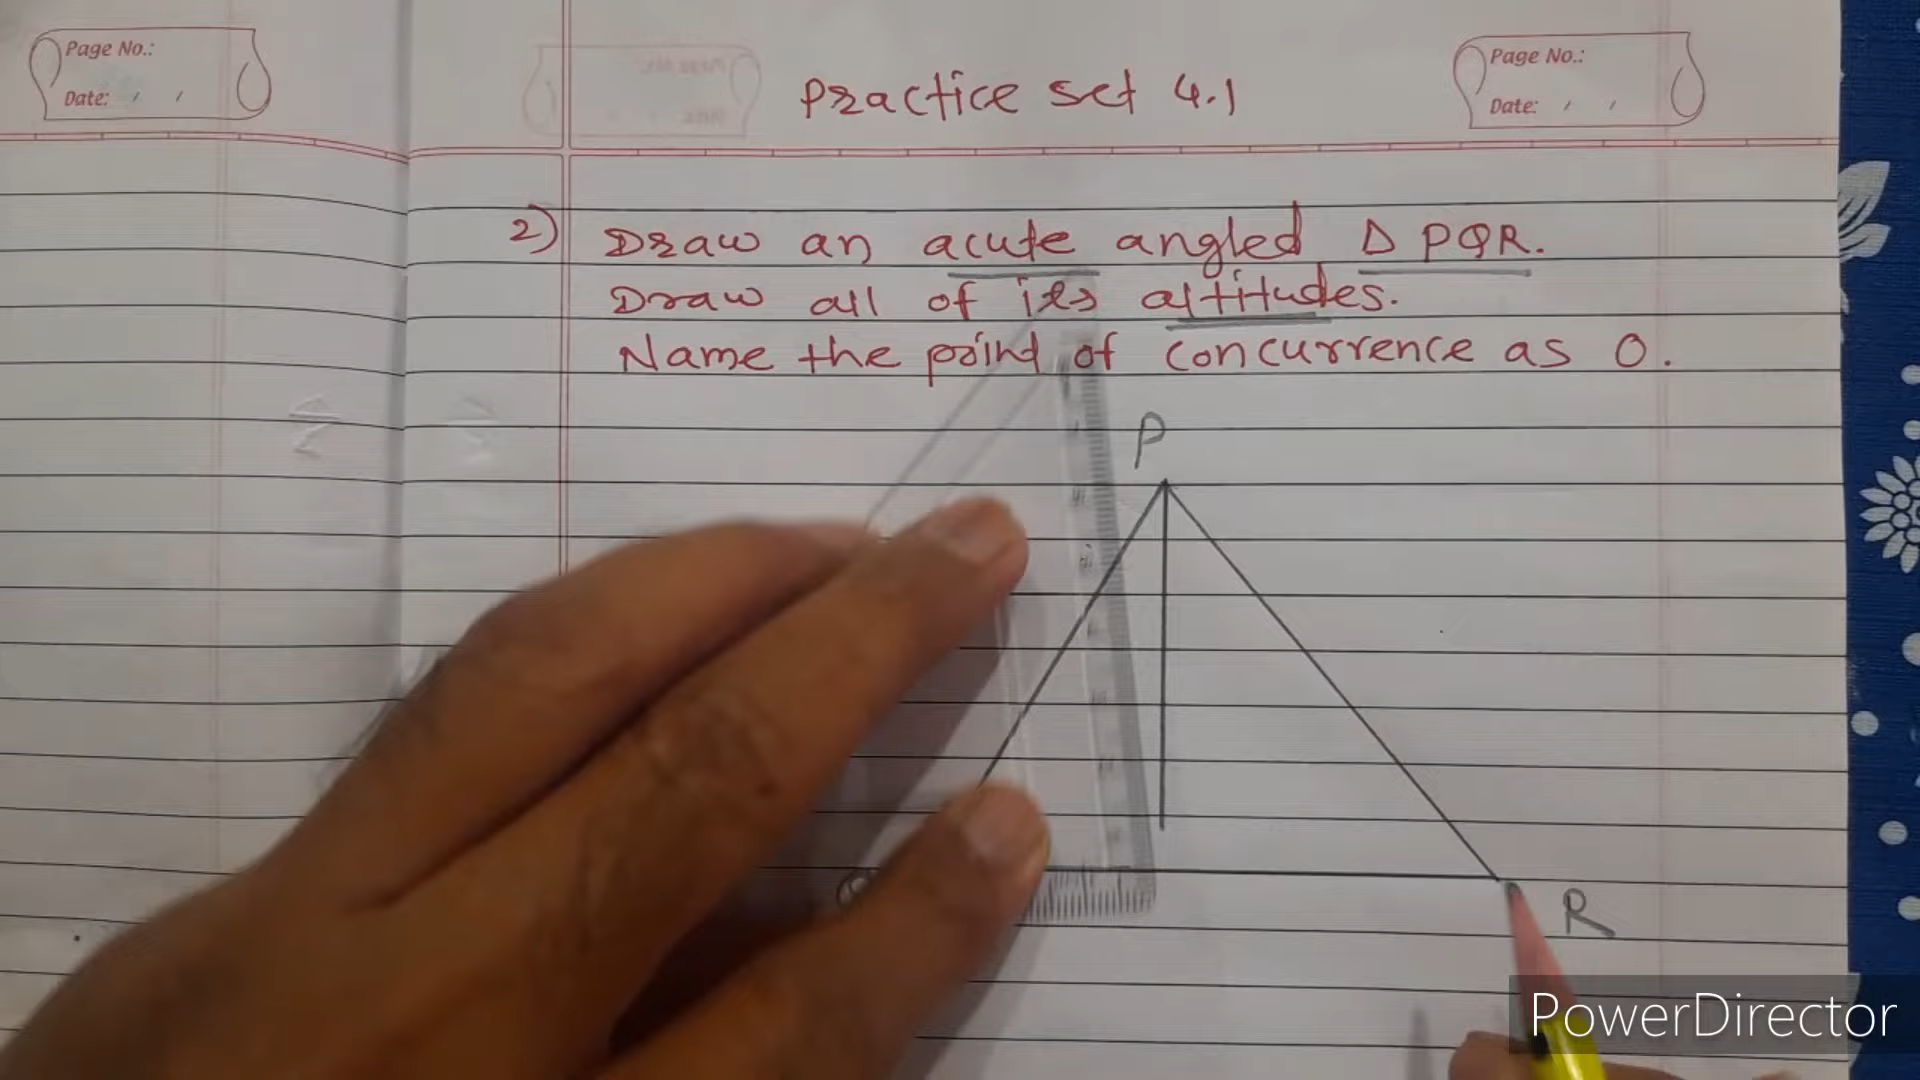 Page No.:
Date:
Page No.:
Date:
Practice set 4.1
2) Draw an acute angled Δ PQR.
Draw all of its altitudes.
Name the point of concurrence as O.
P
Q
R
PowerDirector